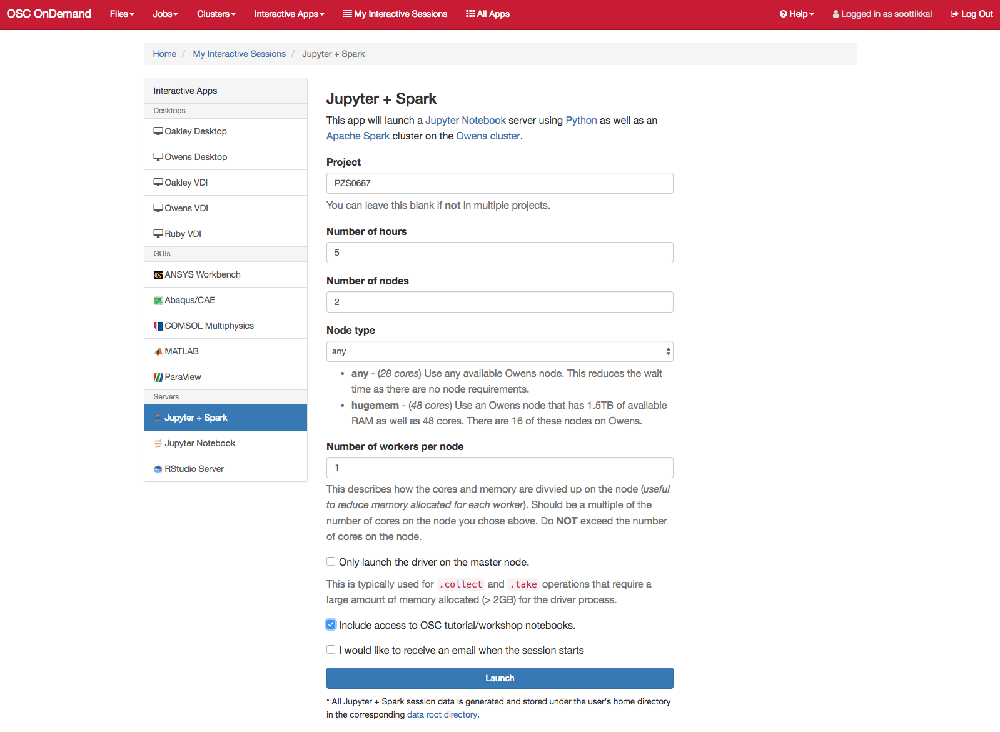 OSC OnDemand Files Jobs Clusters Interactive Apps My Interactive Sessions All Apps Help Logged in as soottikkal Log Out
Home / My Interactive Sessions / Jupyter + Spark
Interactive Apps
Desktops
Oakley Desktop
Owens Desktop
Oakley VDI
Owens VDI
Ruby VDI
GUIs
ANSYS Workbench
Abaqus/CAE
COMSOL Multiphysics
MATLAB
ParaView
Servers
Jupyter + Spark
Jupyter Notebook
RStudio Server
Jupyter + Spark
This app will launch a Jupyter Notebook server using Python as well as an
Apache Spark cluster on the Owens cluster.
Project
PZS0687
You can leave this blank if not in multiple projects.
Number of hours
5
Number of nodes
2
Node type
any
• any - (28 cores) Use any available Owens node. This reduces the wait
time as there are no node requirements.
• hugemem - (48 cores) Use an Owens node that has 1.5TB of available
RAM as well as 48 cores. There are 16 of these nodes on Owens.
Number of workers per node
1
This describes how the cores and memory are divvied up on the node (useful
to reduce memory allocated for each worker). Should be a multiple of the
number of cores on the node you chose above. Do NOT exceed the number
of cores on the node.
Only launch the driver on the master node.
This is typically used for .collect and .take operations that require a
large amount of memory allocated (> 2GB) for the driver process.
Include access to OSC tutorial/workshop notebooks.
I would like to receive an email when the session starts
Launch
* All Jupyter + Spark session data is generated and stored under the user's home directory
in the corresponding data root directory.